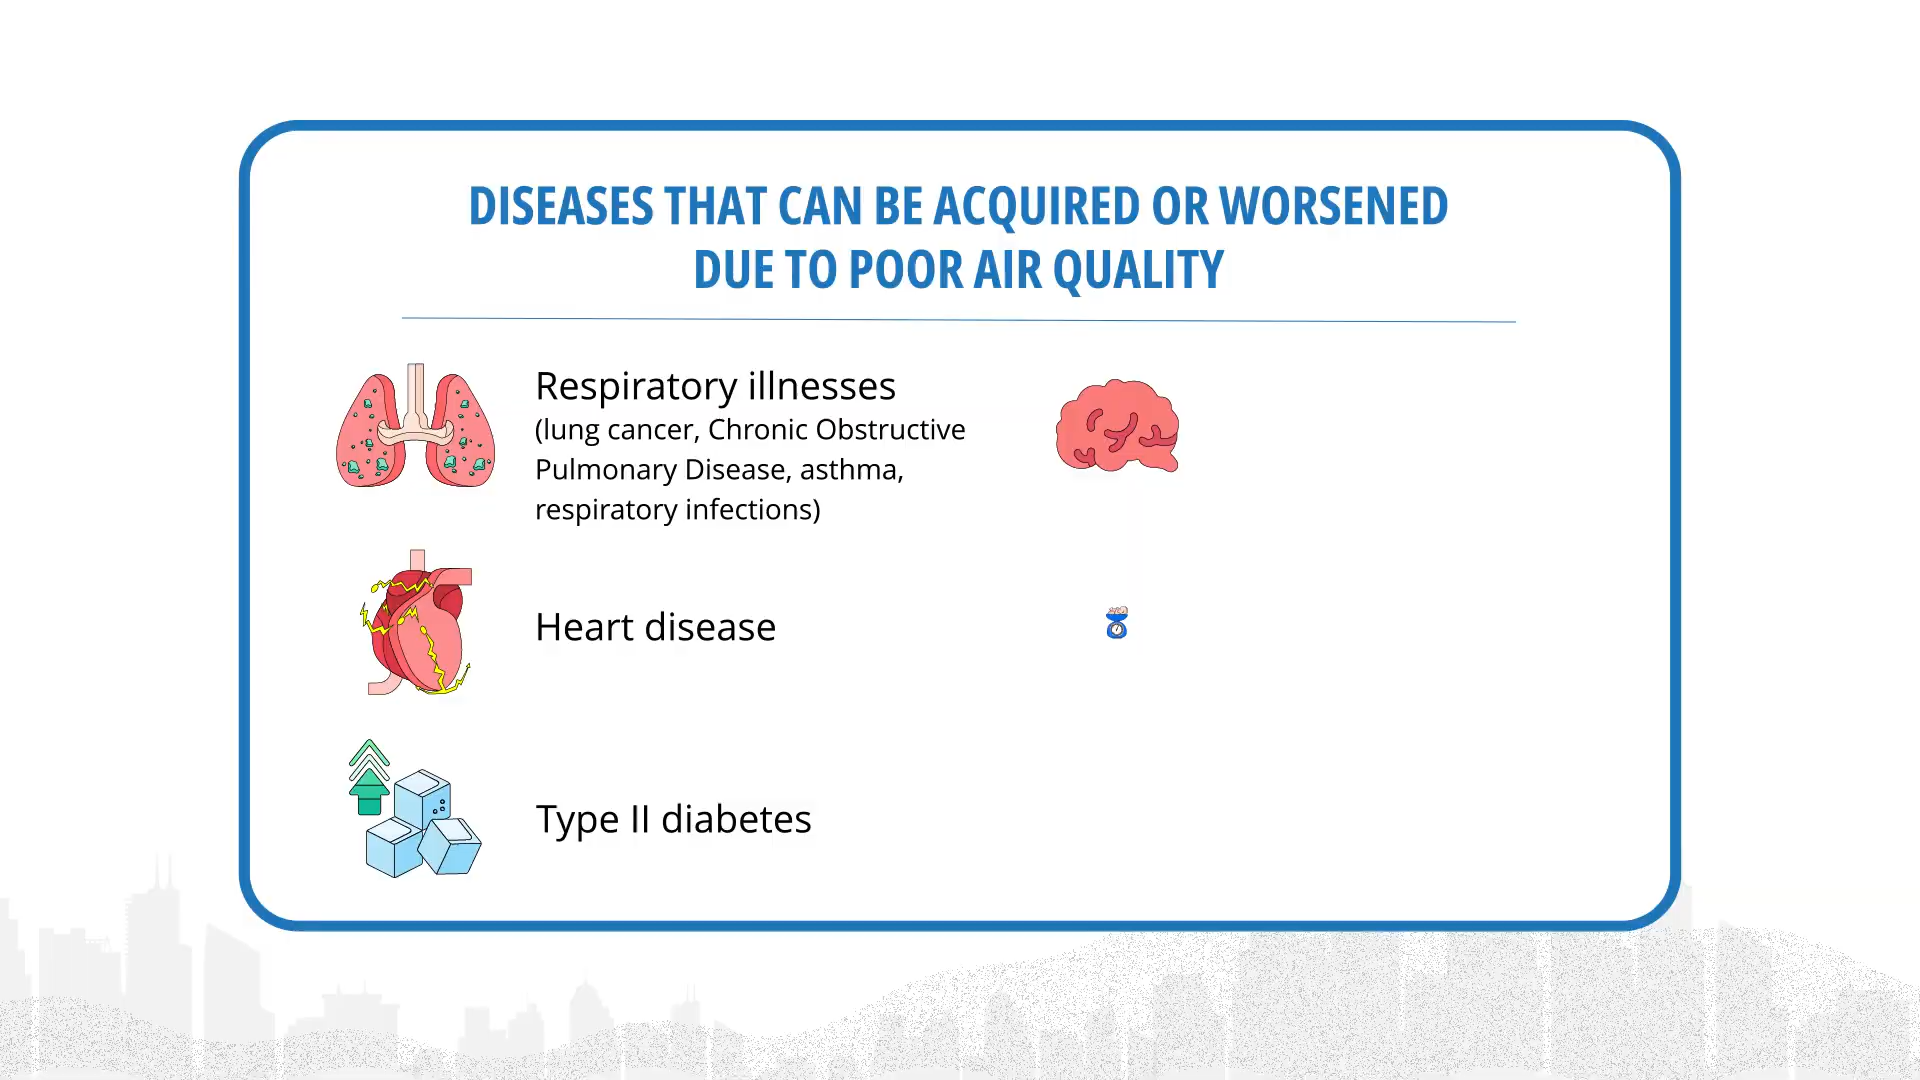 DISEASES THAT CAN BE ACQUIRED OR WORSENED
DUE TO POOR AIR QUALITY
Respiratory illnesses
(lung cancer, Chronic Obstructive
Pulmonary Disease, asthma,
respiratory infections)
Heart disease
Type II diabetes